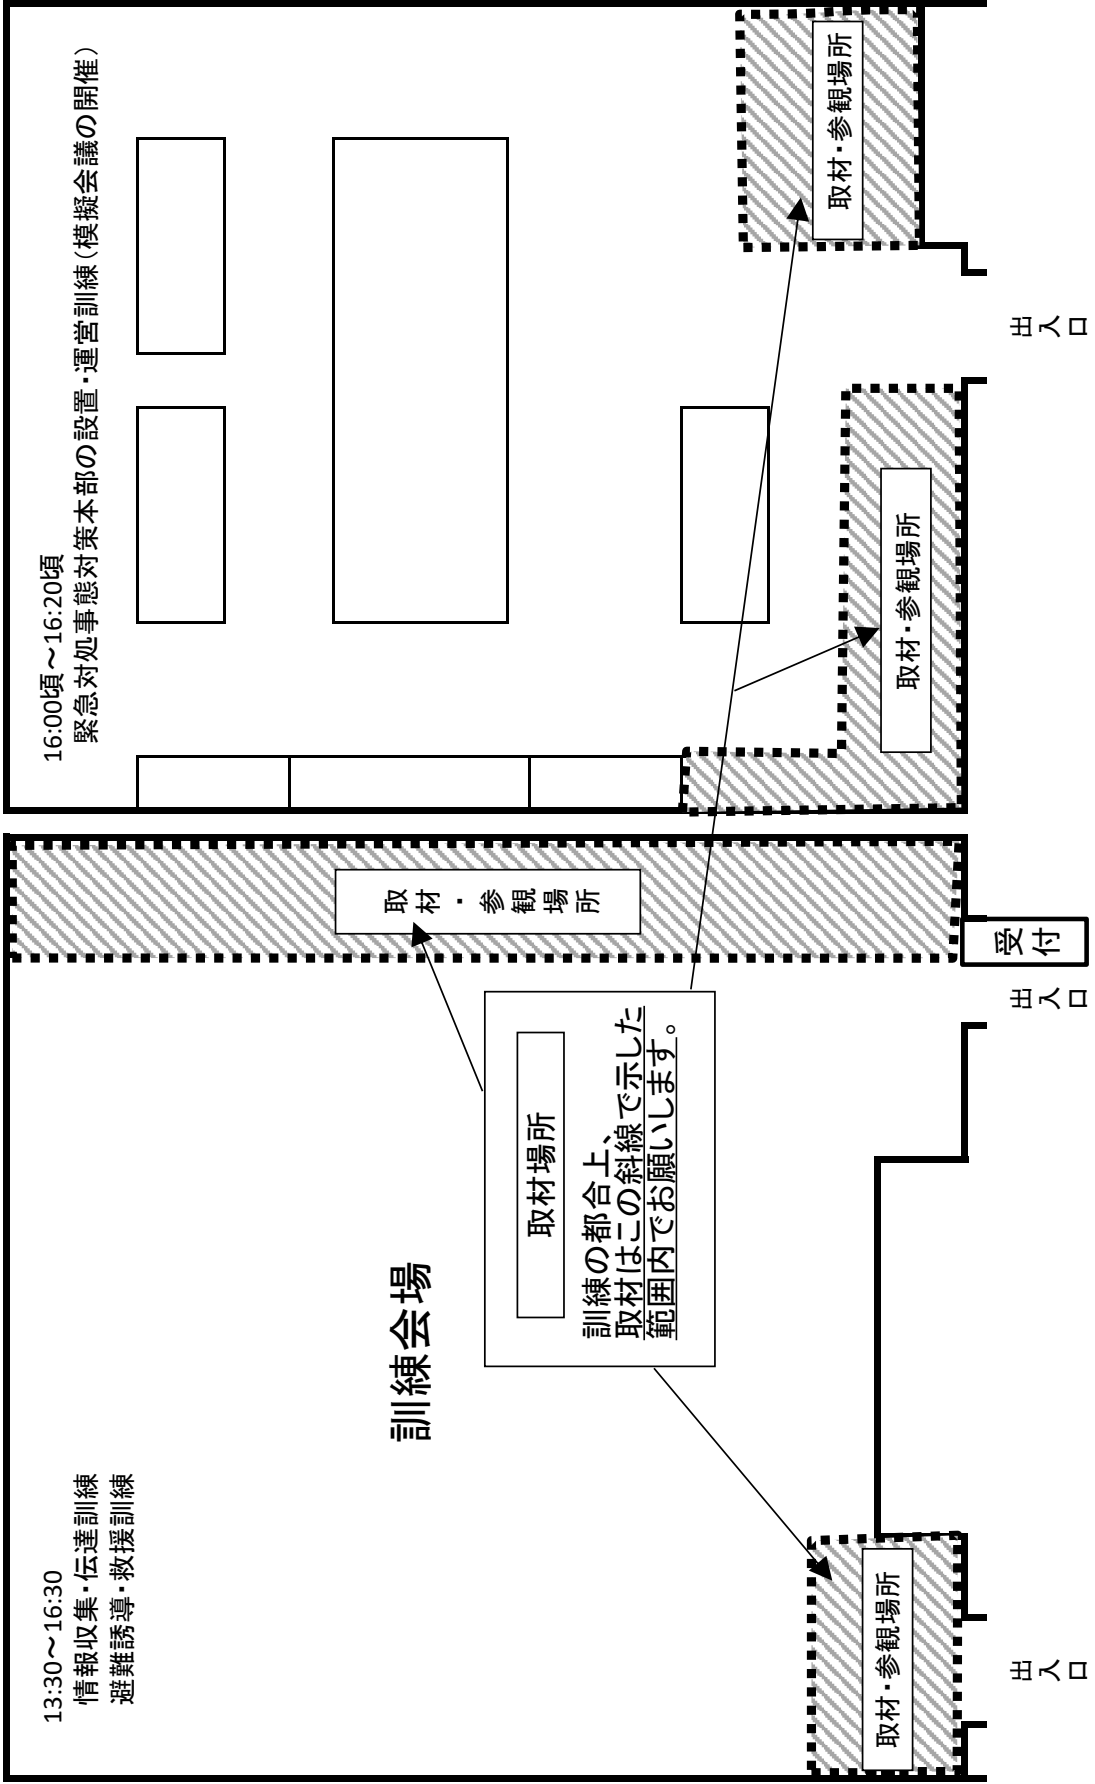 13:30～16:30
情報収集・伝達訓練
避難誘導・救援訓練
訓練会場
取材場所
訓練の都合上、
取材はこの斜線で示した
範囲内でお願いします。
取材・参観場所
取材・参観場所
出入口
出入口
受付
16:00頃～16:20頃
緊急対処事態対策本部の設置・運営訓練（模擬会議の開催）
取材・参観場所
取材・参観場所
出入口